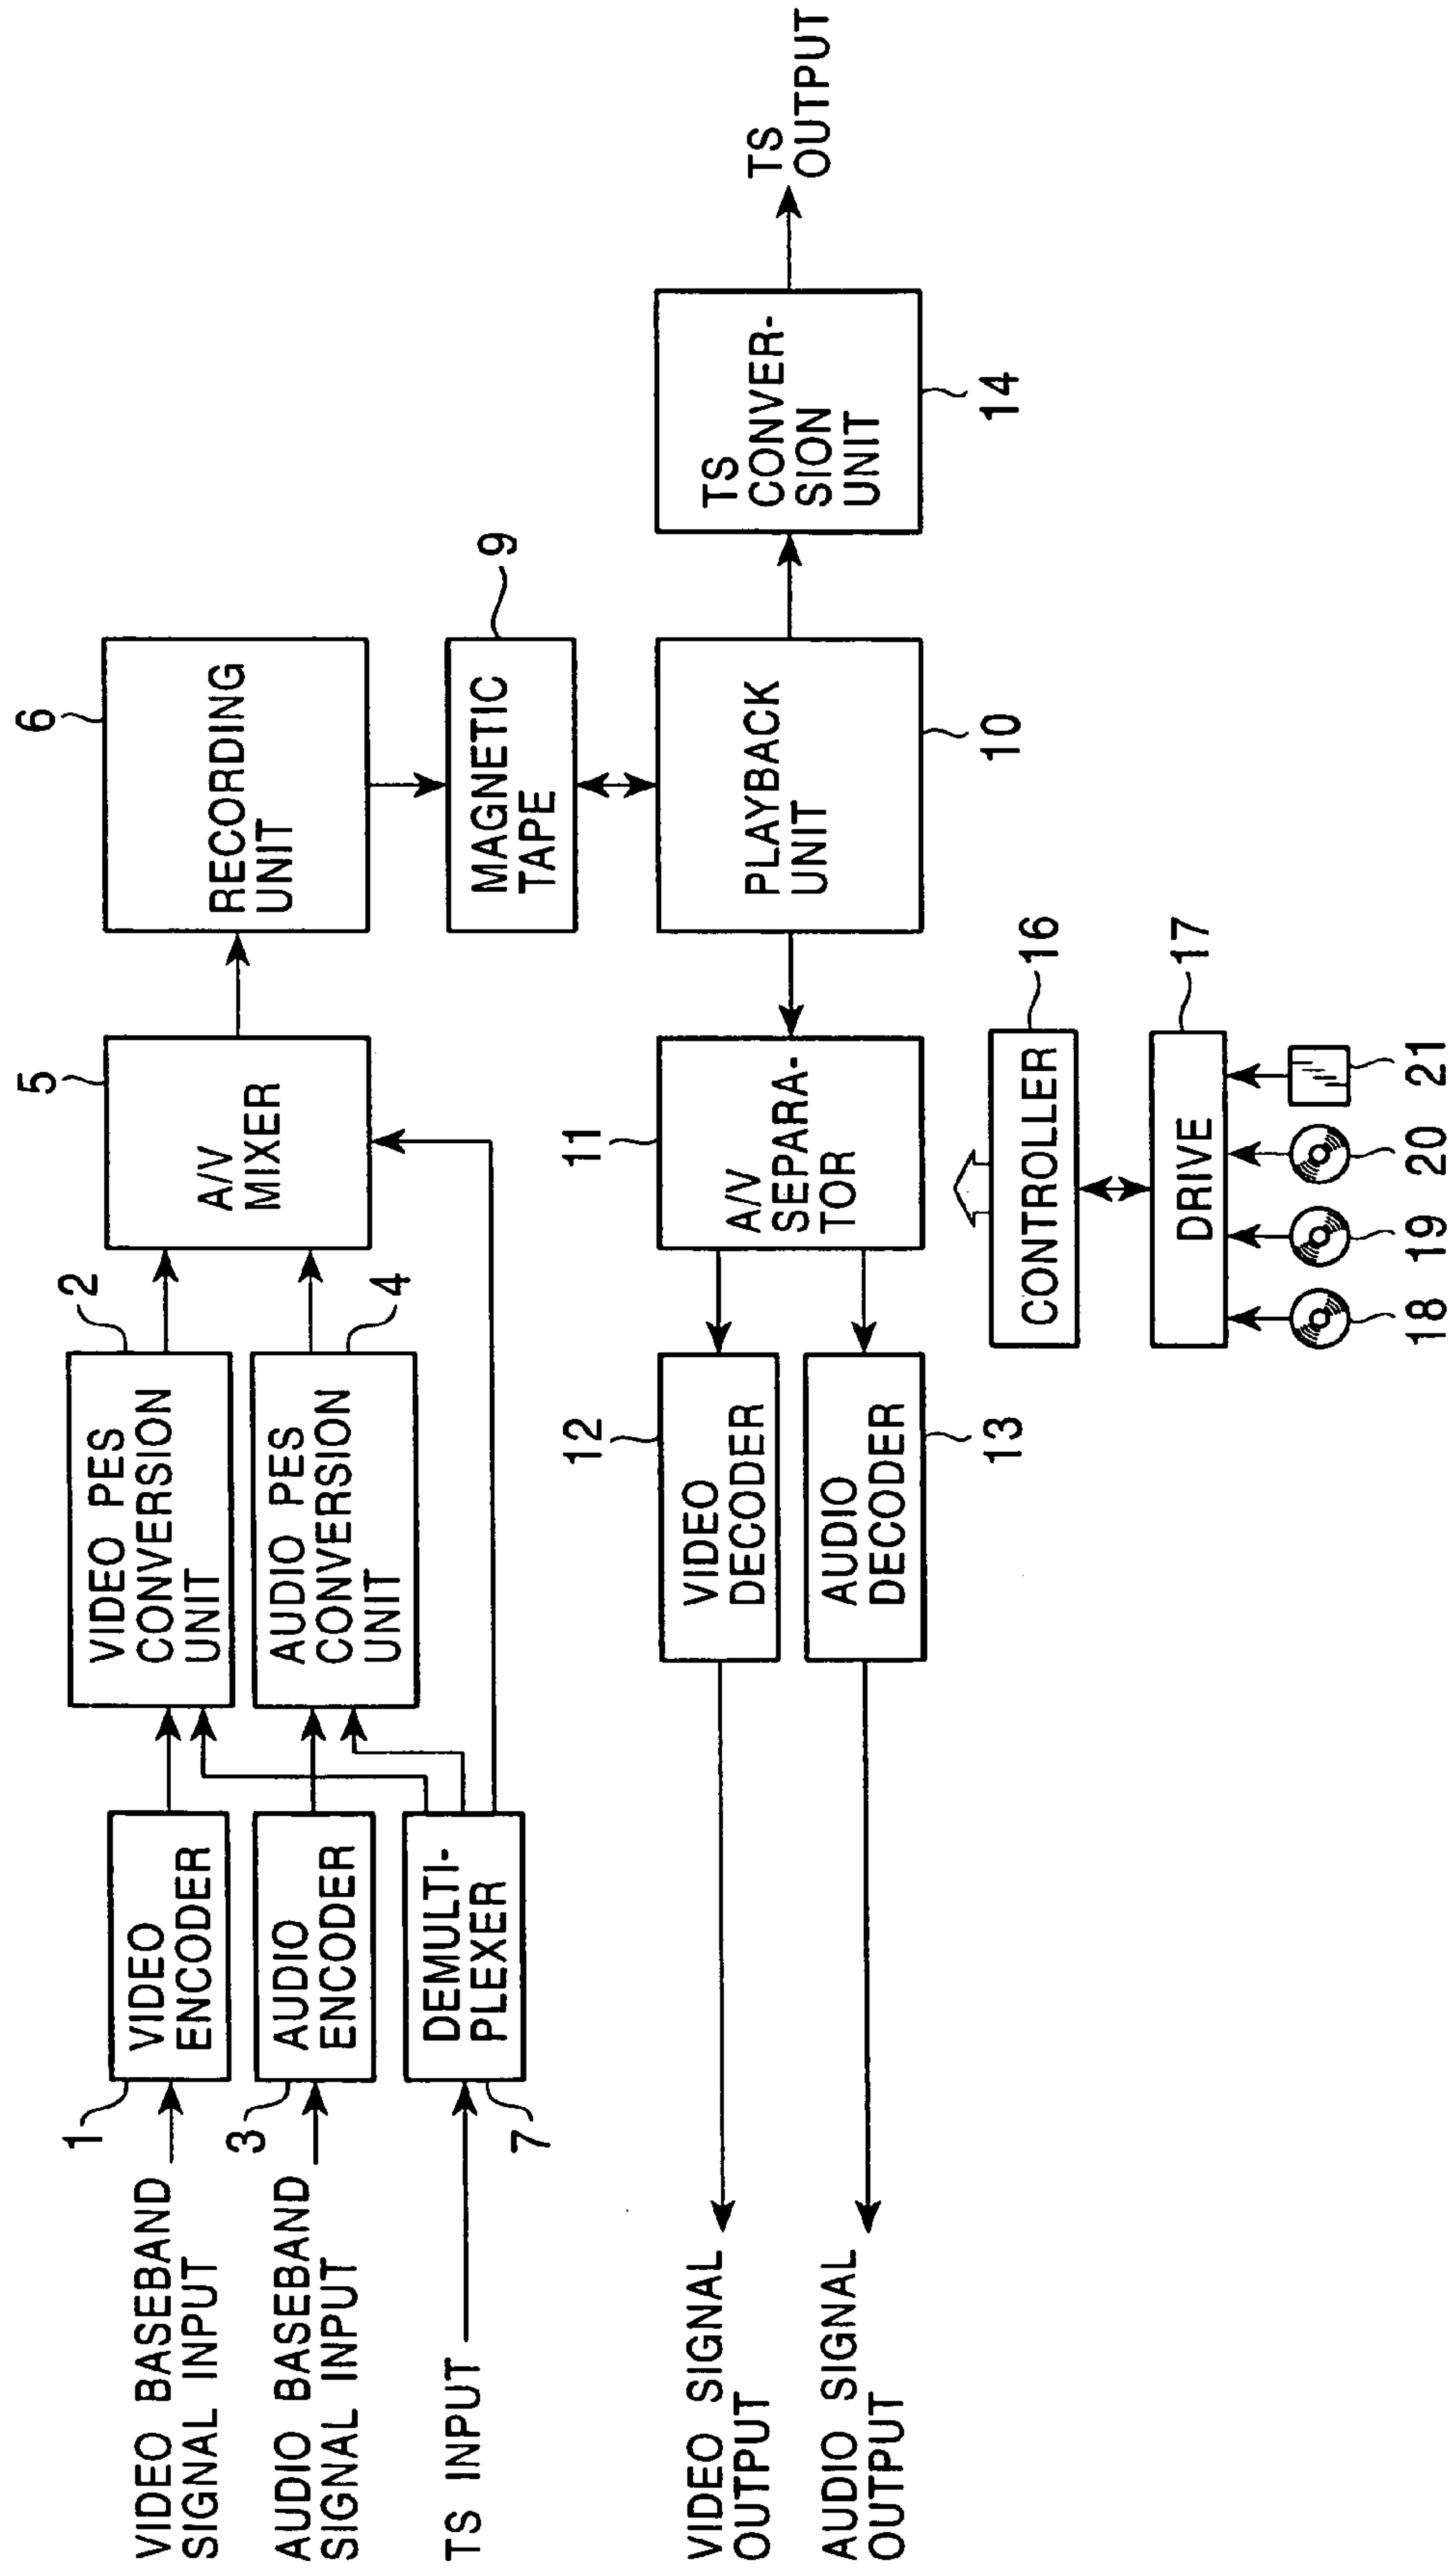 VIDEO BASEBAND
SIGNAL INPUT
1
VIDEO
ENCODER
2
VIDEO PES
CONVERSION
UNIT
AUDIO BASEBAND
SIGNAL INPUT
3
AUDIO
ENCODER
4
AUDIO PES
CONVERSION
UNIT
TS INPUT
7
DEMULTI-
PLEXER
5
A/V
MIXER
6
RECORDING
UNIT
9
MAGNETIC
TAPE
10
PLAYBACK
UNIT
14
TS
CONVER-
SION
UNIT
TS
OUTPUT
11
A/V
SEPARA-
TOR
12
VIDEO
DECODER
13
AUDIO
DECODER
VIDEO SIGNAL
OUTPUT
AUDIO SIGNAL
OUTPUT
16
CONTROLLER
17
DRIVE
18
19
20
21